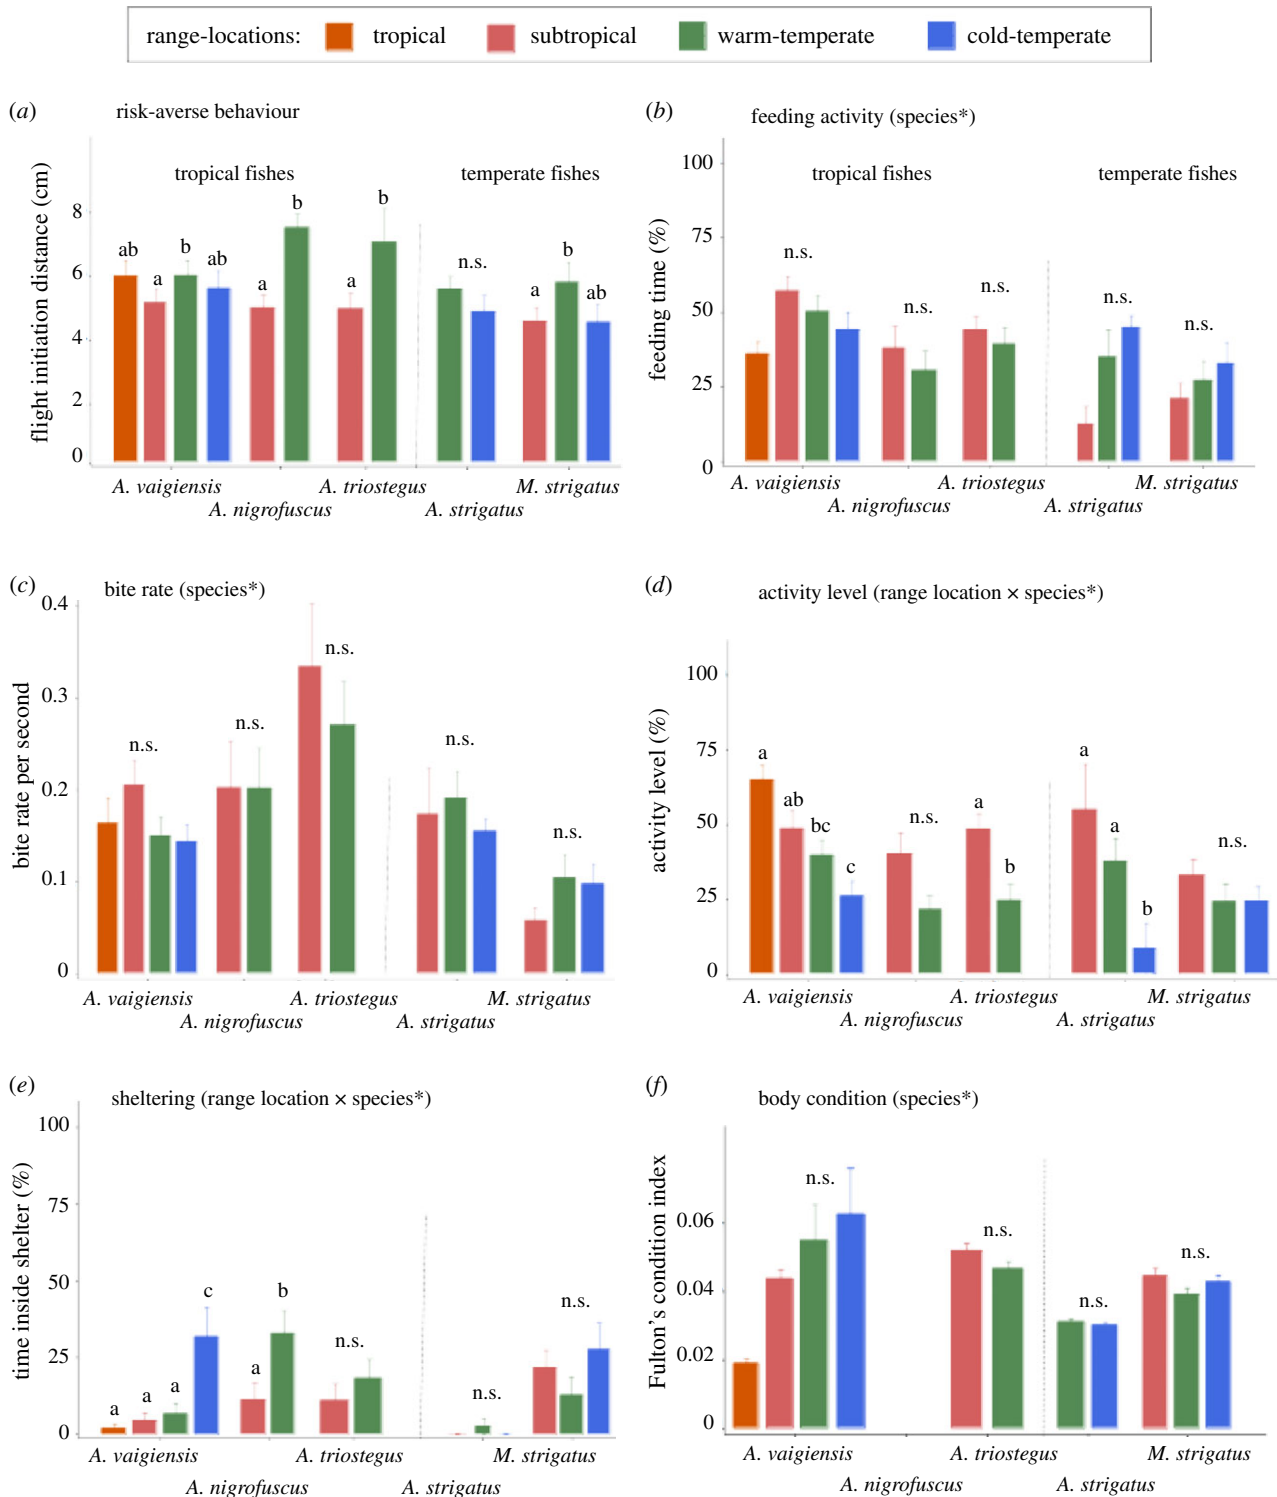 range-locations: tropical subtropical warm-temperate cold-temperate
(a) risk-averse behaviour
tropical fishes temperate fishes
flight initiation distance (cm)
8
6
4
2
0
ab a b ab a b a b n.s. a b ab
A. vaigiensis A. triostegus M. strigatus
A. nigrofuscus A. strigatus
(b) feeding activity (species*)
tropical fishes temperate fishes
feeding time (%)
100
75
50
25
0
n.s. n.s. n.s. n.s. n.s.
A. vaigiensis A. triostegus M. strigatus
A. nigrofuscus A. strigatus
(c) bite rate (species*)
bite rate per second
0.4
0.3
0.2
0.1
0
n.s. n.s. n.s. n.s. n.s.
A. vaigiensis A. triostegus M. strigatus
A. nigrofuscus A. strigatus
(d) activity level (range location × species*)
activity level (%)
100
75
50
25
0
a ab bc c n.s. a b a a b n.s.
A. vaigiensis A. triostegus M. strigatus
A. nigrofuscus A. strigatus
(e) sheltering (range location × species*)
time inside shelter (%)
100
75
50
25
0
a a a c a b n.s. n.s. n.s.
A. vaigiensis A. triostegus M. strigatus
A. nigrofuscus A. strigatus
(f) body condition (species*)
Fulton's condition index
0.06
0.04
0.02
0
n.s. n.s. n.s. n.s.
A. vaigiensis A. triostegus M. strigatus
A. nigrofuscus A. strigatus